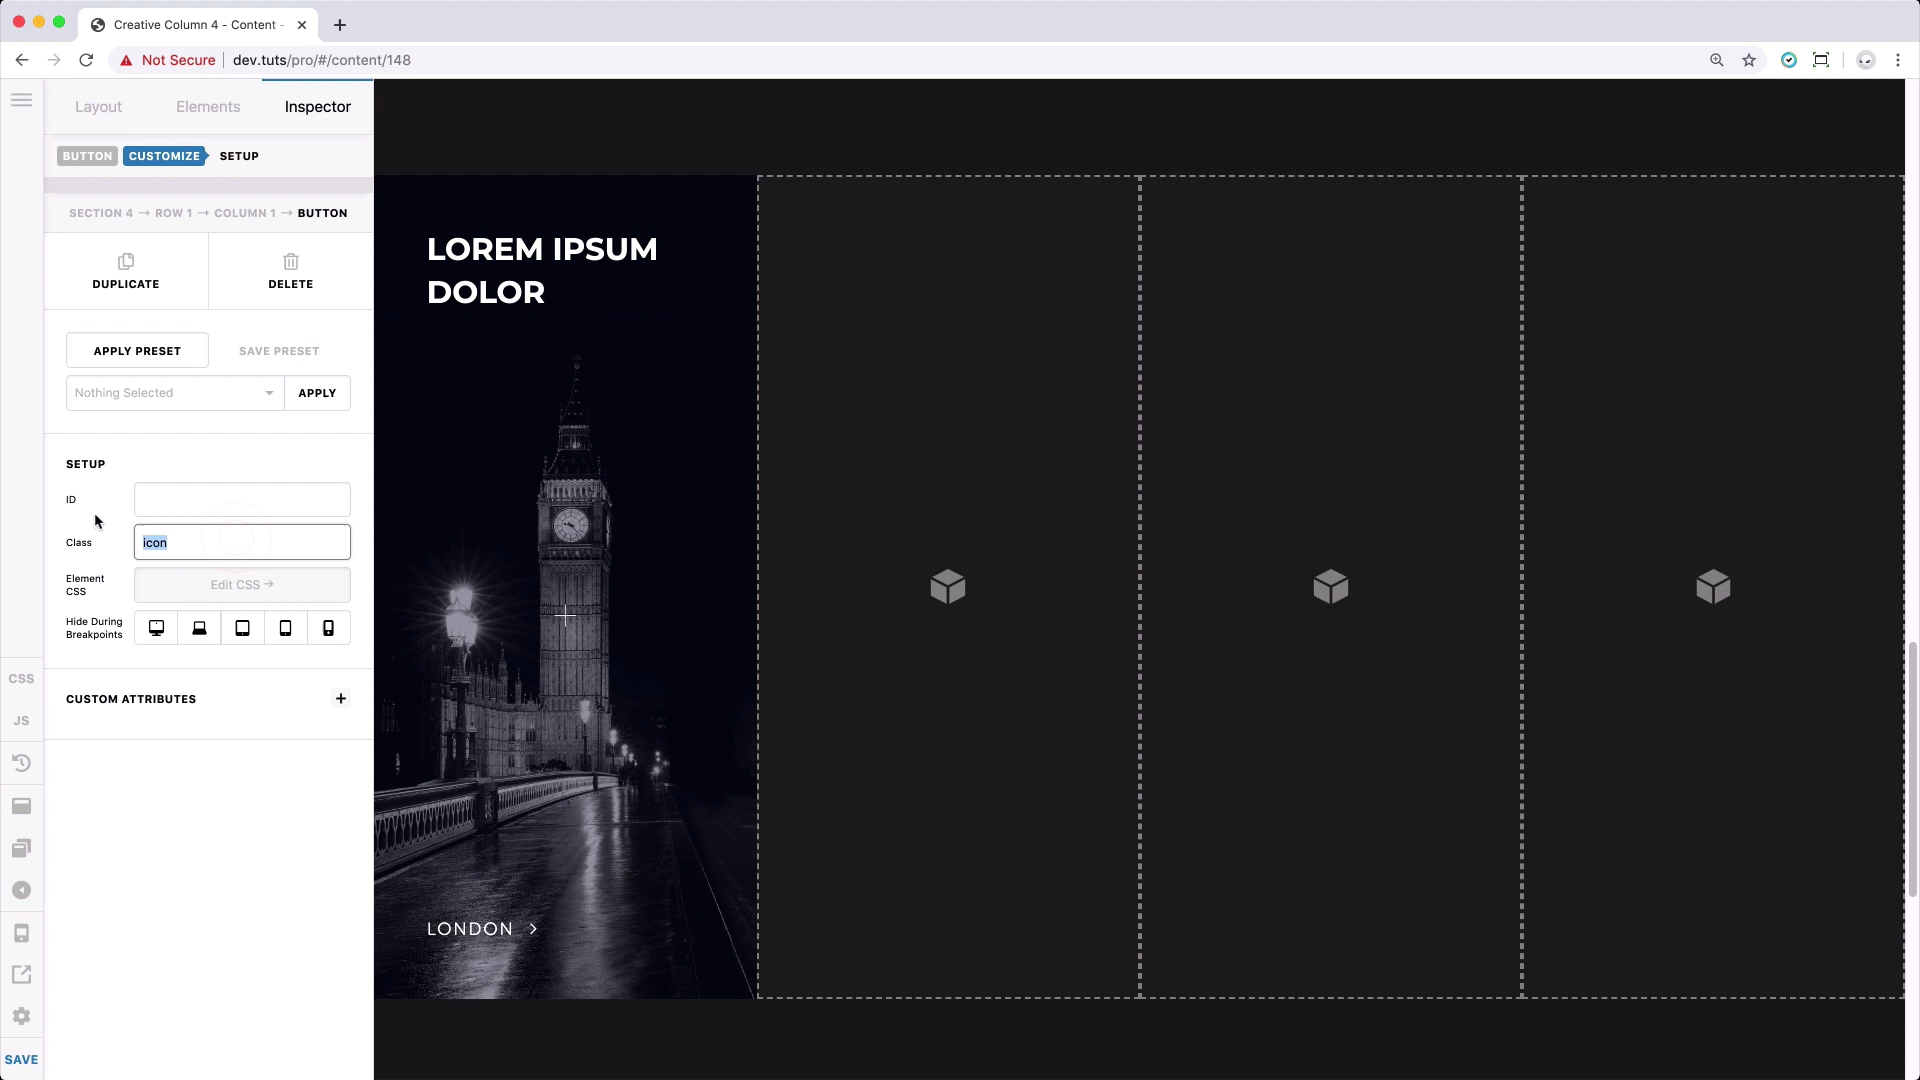 Creative Column 4 - Content -
Not Secure
dev.tuts/pro/#/content/148
Layout
Elements
Inspector
BUTTON
CUSTOMIZE
SETUP
SECTION 4 → ROW 1 → COLUMN 1 → BUTTON
DUPLICATE
DELETE
APPLY PRESET
SAVE PRESET
Nothing Selected
APPLY
SETUP
ID
Class
icon
Element
CSS
Edit CSS →
Hide During
Breakpoints
CUSTOM ATTRIBUTES
CSS
JS
SAVE
LOREM IPSUM
DOLOR
LONDON